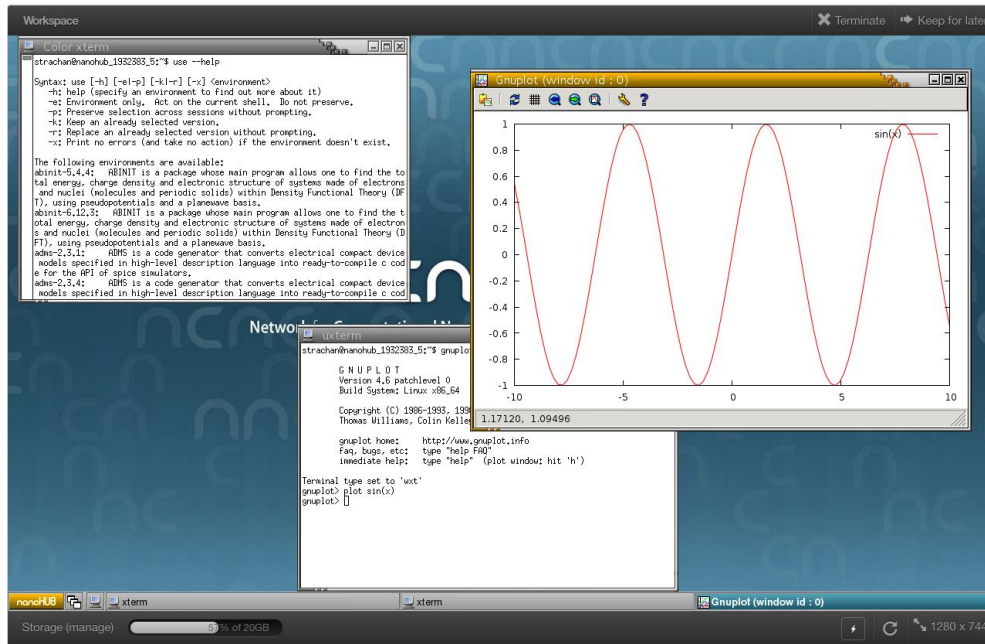 Workspace
Terminate
Keep for later
Color xterm
strachan@nanohub_1932383_5:~$ use --help
Syntax: use [-h] [-e|-p] [-k|-r] [-x] <environment>
-h: help (specify an environment to find out more about it)
-e: Environment only. Act on the current shell. Do not preserve.
-p: Preserve selection across sessions without prompting.
-k: Keep an already selected version.
-r: Replace an already selected version without prompting.
-x: Print no errors (and take no action) if the environment doesn't exist.
The following environments are available:
abinit-5.4.4: ABINIT is a package whose main program allows one to find the to
tal energy, charge density and electronic structure of systems made of electrons
and nuclei (molecules and periodic solids) within Density Functional Theory (DF
T), using pseudopotentials and a planewave basis.
abinit-6.12.3: ABINIT is a package whose main program allows one to find the t
otal energy, charge density and electronic structure of systems made of electron
s and nuclei (molecules and periodic solids) within Density Functional Theory (D
FT), using pseudopotentials and a planewave basis.
adms-2.3.1: ADMS is a code generator that converts electrical compact device
models specified in high-level description language into ready-to-compile c cod
e for the API of spice simulators.
adms-2.3.4: ADMS is a code generator that converts electrical compact device
models specified in high-level description language into ready-to-compile c cod
Gnuplot (window id : 0)
sin(x)
1
0.8
0.6
0.4
0.2
0
-0.2
-0.4
-0.6
-0.8
-1
-10 -5 0 5 10
1.17120, 1.09496
uxterm
strachan@nanohub_1932383_5:~$ gnuplo
G N U P L O T
Version 4.6 patchlevel 0
Build System: Linux x86_64
Copyright (C) 1986-1993, 199
Thomas Williams, Colin Kelle
gnuplot home: http://www.gnuplot.info
faq, bugs, etc: type "help FAQ"
immediate help: type "help" (plot window: hit 'h')
Terminal type set to 'wxt'
gnuplot> plot sin(x)
gnuplot>
nanoHUB
xterm
xterm
Gnuplot (window id : 0)
Storage (manage)
57% of 20GB
1280 x 744